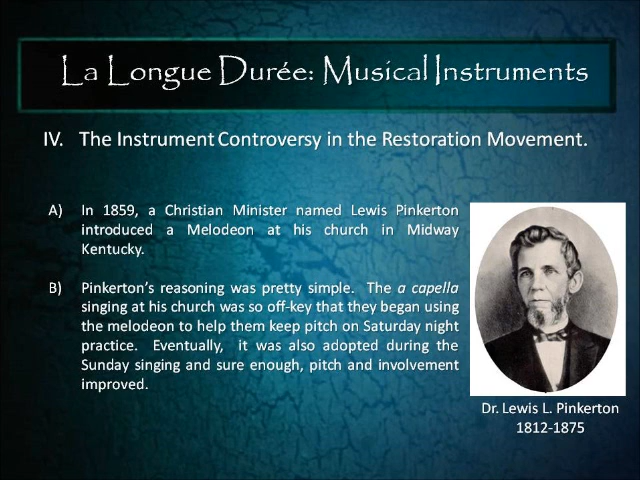 La Longue Durée: Musical Instruments
IV. The Instrument Controversy in the Restoration Movement.
A) In 1859, a Christian Minister named Lewis Pinkerton
introduced a Melodeon at his church in Midway
Kentucky.
B) Pinkerton's reasoning was pretty simple. The a capella
singing at his church was so off-key that they began using
the melodeon to help them keep pitch on Saturday night
practice. Eventually, it was also adopted during the
Sunday singing and sure enough, pitch and involvement
improved.
Dr. Lewis L. Pinkerton
1812-1875